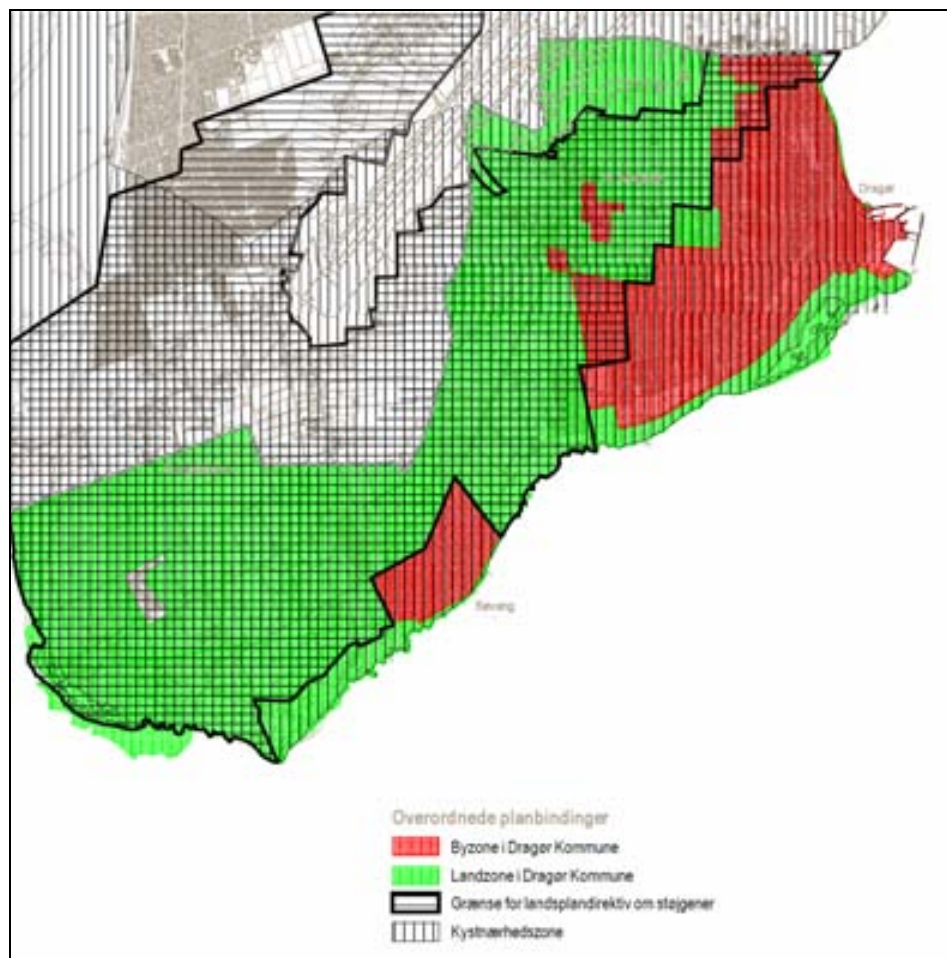 Dragør
Søvang
Overordnede planbindinger
Byzone i Dragør Kommune
Landzone i Dragør Kommune
Grænse for landsplandirektiv om støjgener
Kystnærhedszone